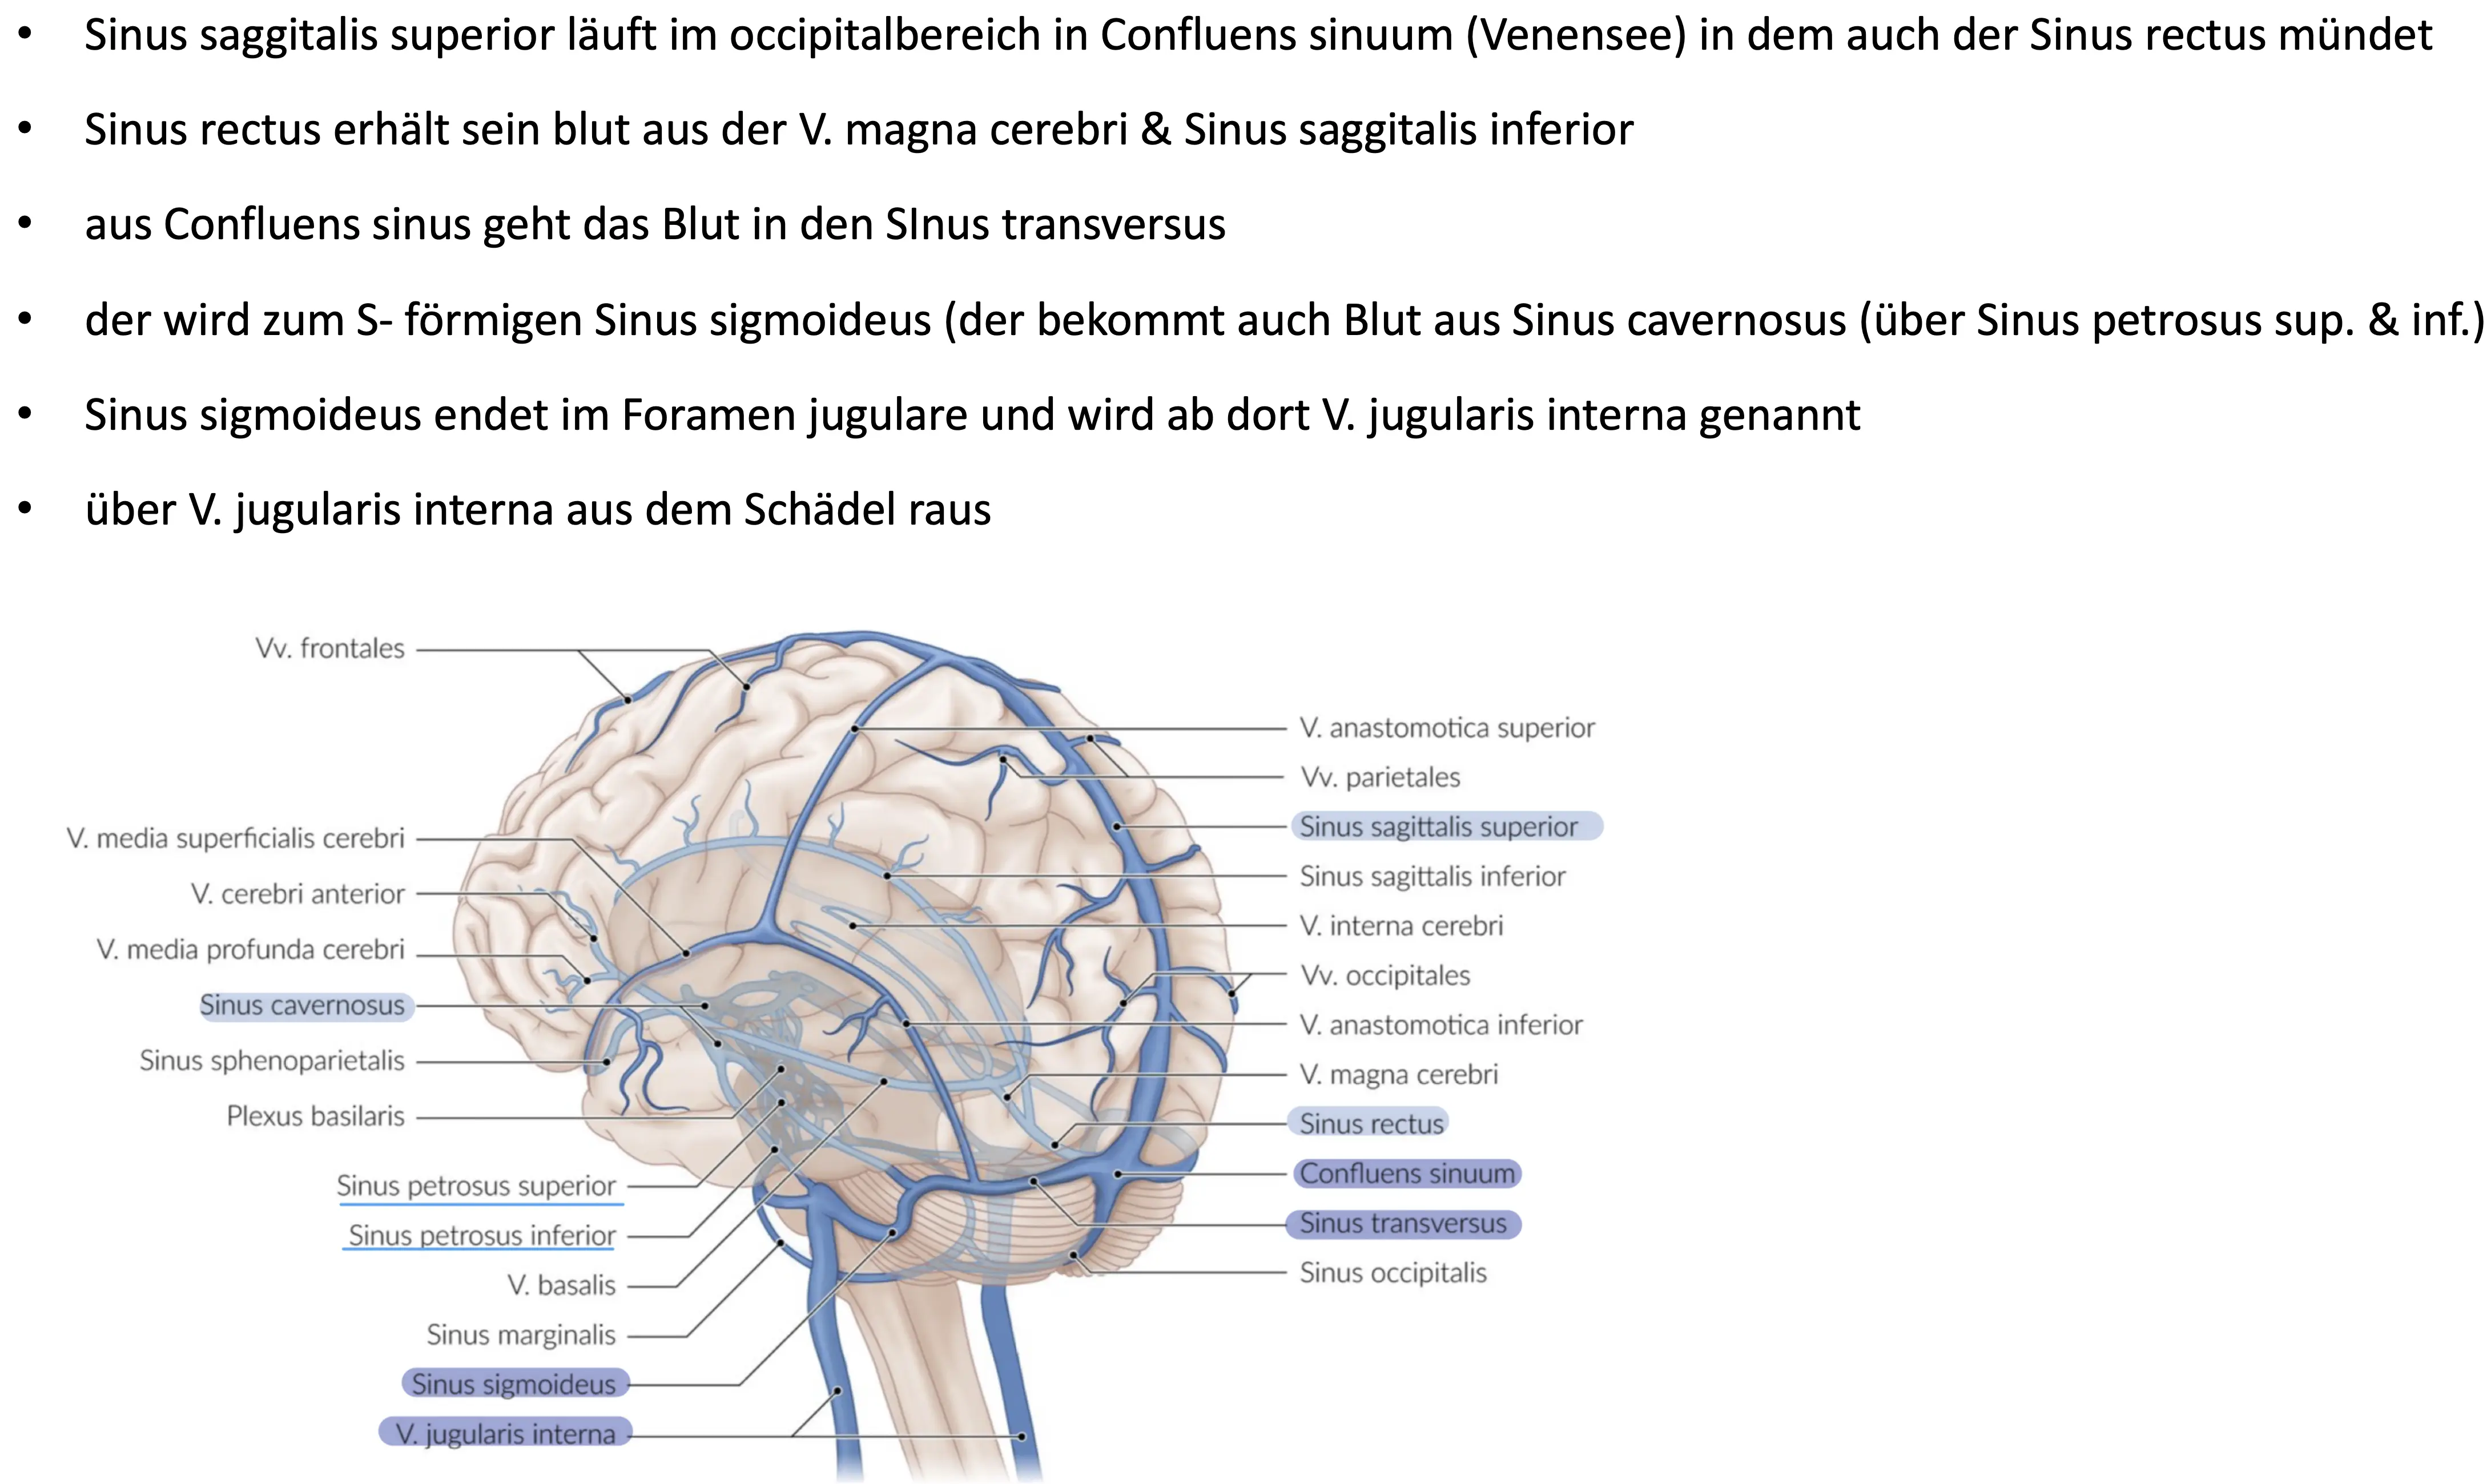 • Sinus saggitalis superior läuft im occipitalbereich in Confluens sinuum (Venensee) in dem auch der Sinus rectus mündet
• Sinus rectus erhält sein blut aus der V. magna cerebri & Sinus saggitalis inferior
• aus Confluens sinus geht das Blut in den SInus transversus
• der wird zum S- förmigen Sinus sigmoideus (der bekommt auch Blut aus Sinus cavernosus (über Sinus petrosus sup. & inf.)
• Sinus sigmoideus endet im Foramen jugulare und wird ab dort V. jugularis interna genannt
• über V. jugularis interna aus dem Schädel raus
Vv. frontales
V. media superficialis cerebri
V. cerebri anterior
V. media profunda cerebri
Sinus cavernosus
Sinus sphenoparietalis
Plexus basilaris
Sinus petrosus superior
Sinus petrosus inferior
V. basalis
Sinus marginalis
Sinus sigmoideus
V. jugularis interna
V. anastomotica superior
Vv. parietales
Sinus sagittalis superior
Sinus sagittalis inferior
V. interna cerebri
Vv. occipitales
V. anastomotica inferior
V. magna cerebri
Sinus rectus
Confluens sinuum
Sinus transversus
Sinus occipitalis